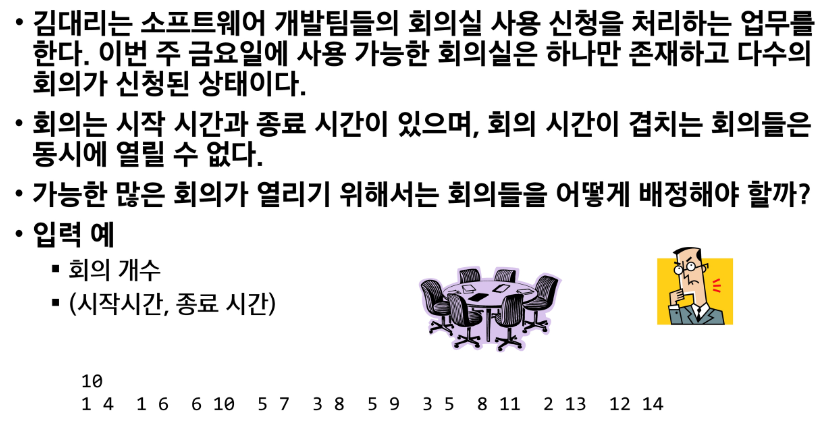 • 김대리는 소프트웨어 개발팀들의 회의실 사용 신청을 처리하는 업무를
한다. 이번 주 금요일에 사용 가능한 회의실은 하나만 존재하고 다수의
회의가 신청된 상태이다.
• 회의는 시작 시간과 종료 시간이 있으며, 회의 시간이 겹치는 회의들은
동시에 열릴 수 없다.
• 가능한 많은 회의가 열리기 위해서는 회의들을 어떻게 배정해야 할까?
• 입력 예
▪ 회의 개수
▪ (시작시간, 종료 시간)
10
1 4  1 6  6 10  5 7  3 8  5 9  3 5  8 11  2 13  12 14